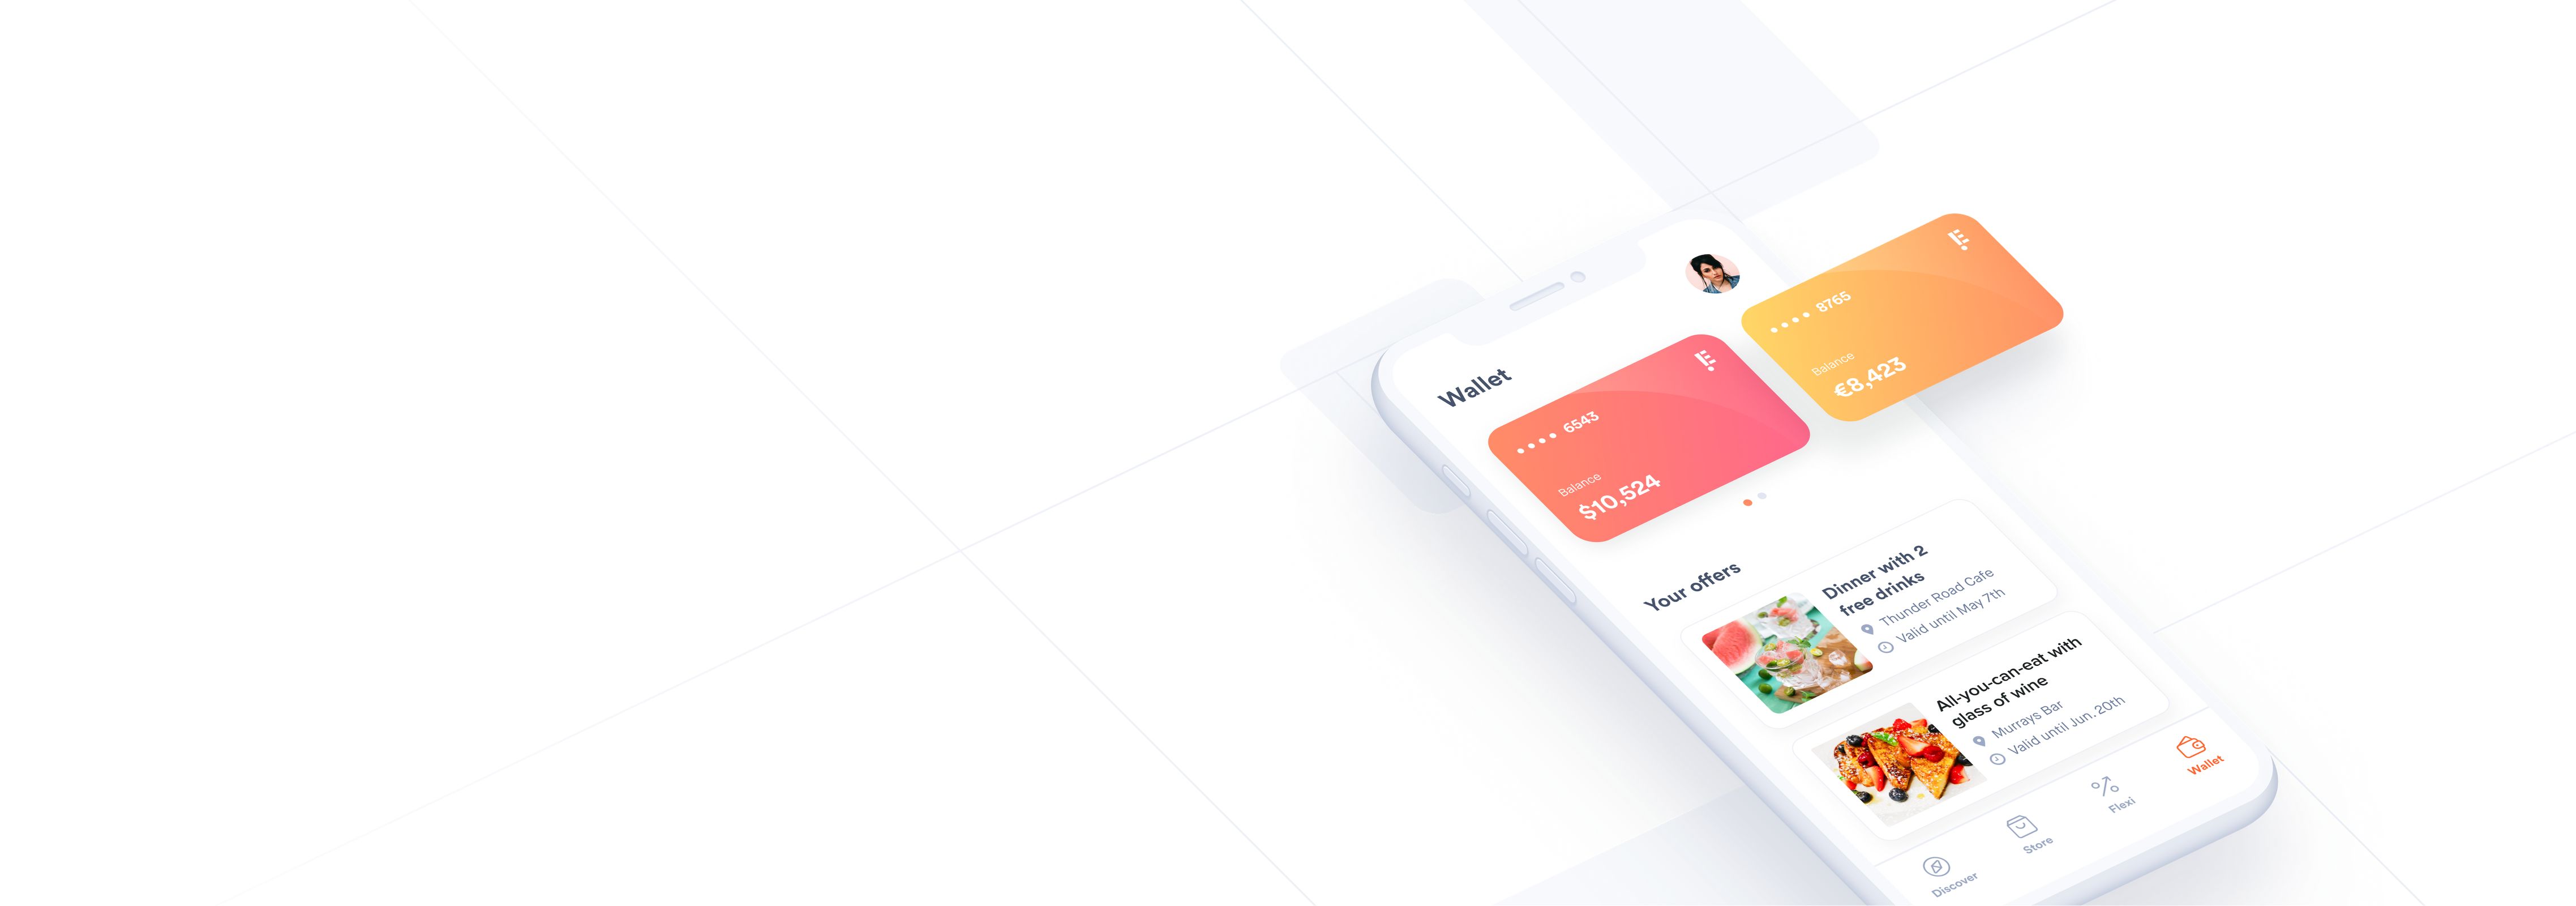 Wallet
•••• 6543
Balance
$10,524
•••• 8765
Balance
€8,423
Your offers
Dinner with 2
free drinks
Thunder Road Cafe
Valid until May 7th
All-you-can-eat with
glass of wine
Murrays Bar
Valid until Jun. 20th
Discover
Store
Flexi
Wallet